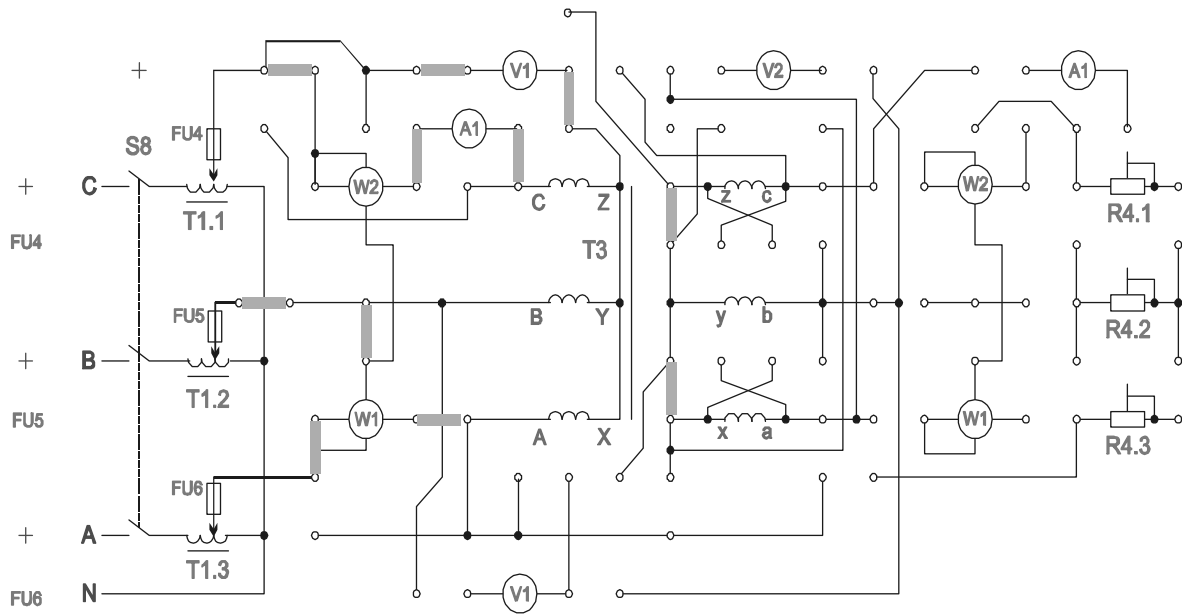 V1 V2 A1
FU4 A1
S8
C W2 C Z z c W2
T1.1 R4.1
FU4 T3
FU5 B Y y b
R4.2
B
T1.2
FU5 W1 A X x a W1
R4.3
FU6
A
T1.3
FU6 N V1